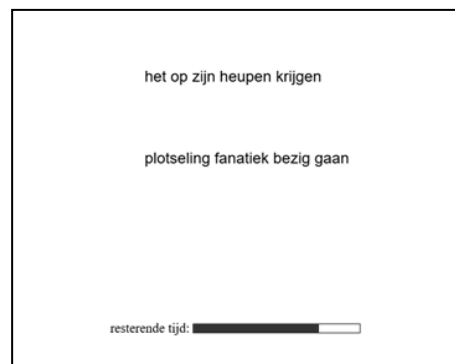 het op zijn heupen krijgen
plotseling fanatiek bezig gaan
resterende tijd: